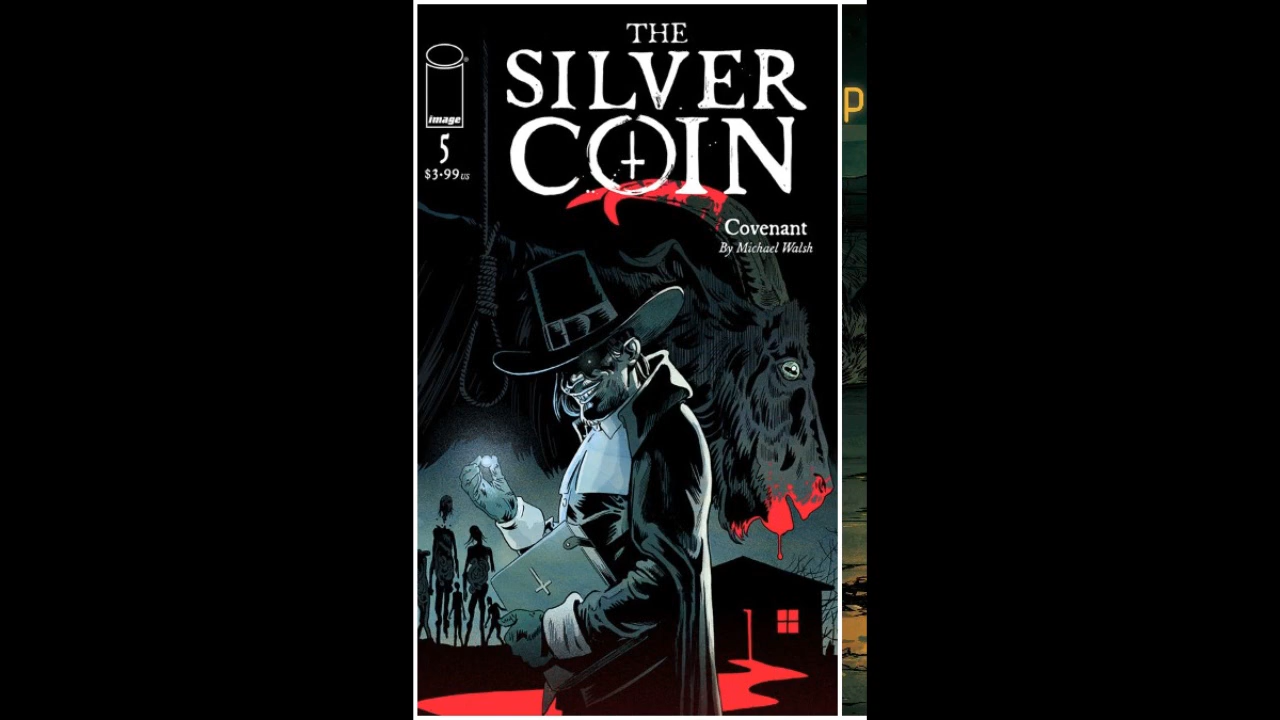 THE
SILVER
COIN
image
5
$3.99 US
Covenant
By Michael Walsh
P